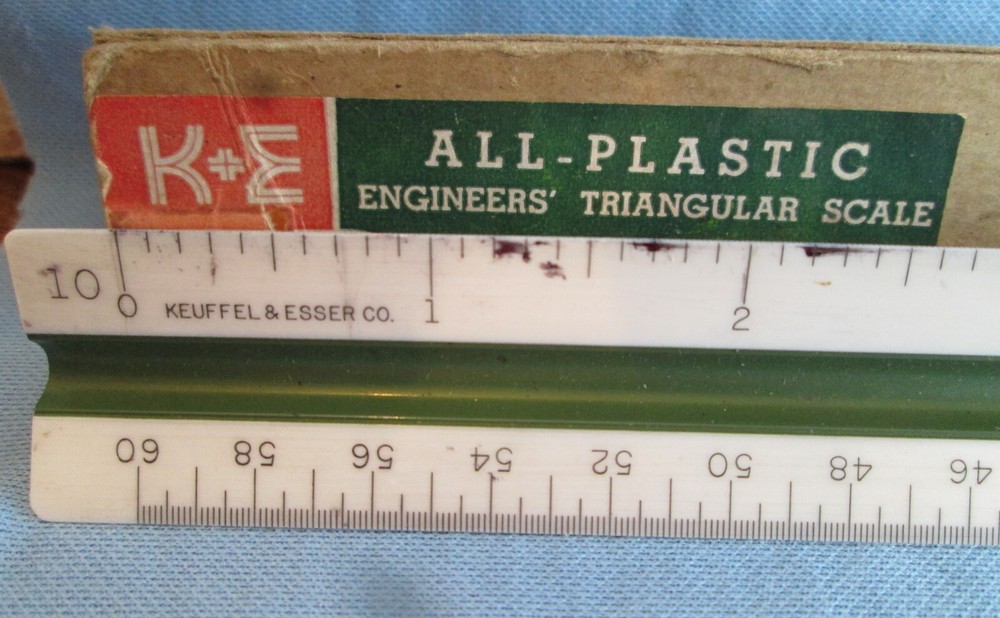 K+E
ALL-PLASTIC
ENGINEERS' TRIANGULAR SCALE
10
0 1 2
KEUFFEL & ESSER CO.
60 58 56 54 52 50 48 46